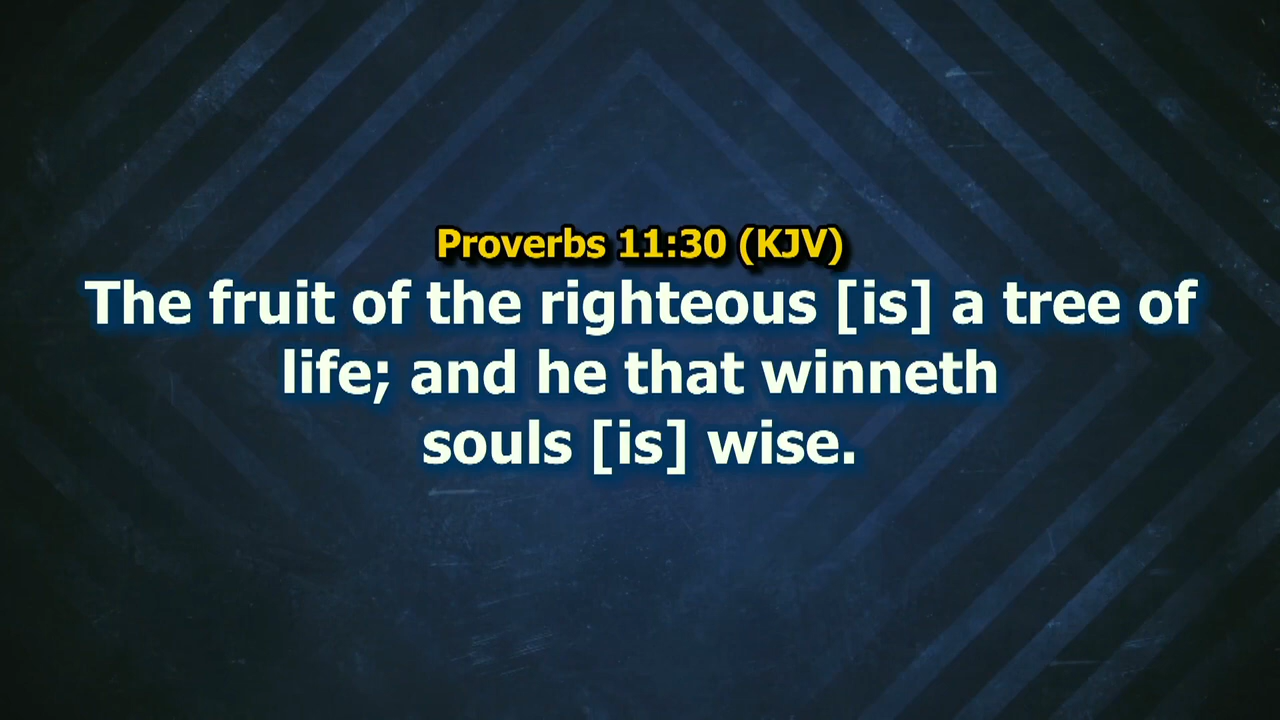 Proverbs 11:30 (KJV)
The fruit of the righteous [is] a tree of
life; and he that winneth
souls [is] wise.